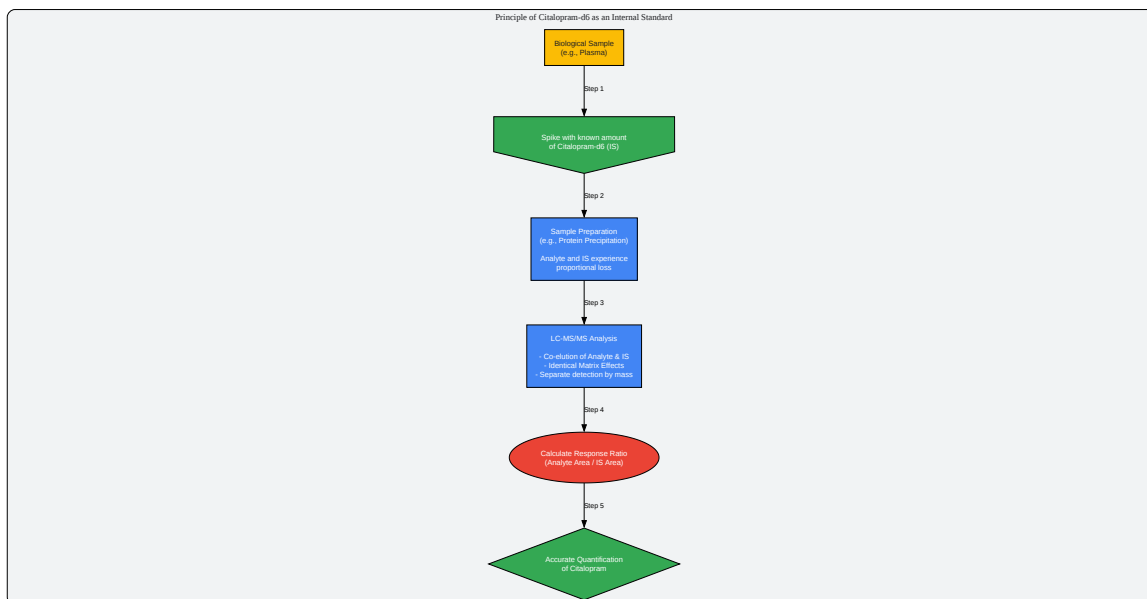 Principle of Citalopram-d6 as an Internal Standard
Biological Sample
(e.g., Plasma)
Step 1
Spike with known amount
of Citalopram-d6 (IS)
Step 2
Sample Preparation
(e.g., Protein Precipitation)
Analyte and IS experience
proportional loss
Step 3
LC-MS/MS Analysis
- Co-elution of Analyte & IS
- Identical Matrix Effects
- Separate detection by mass
Step 4
Calculate Response Ratio
(Analyte Area / IS Area)
Step 5
Accurate Quantification
of Citalopram